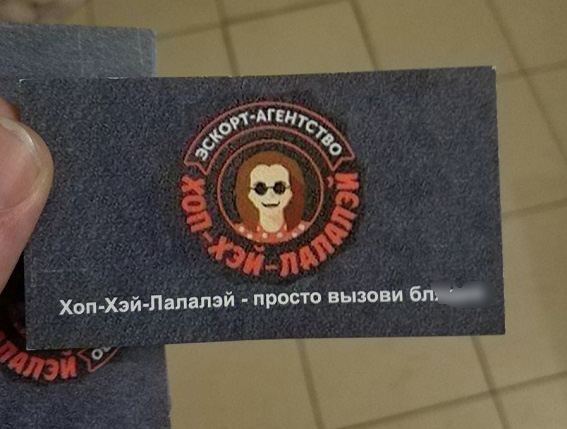 ЭСКОРТ-АГЕНТСТВО
ХОП-ХЭЙ-ЛАЛАЛЭЙ
Хоп-Хэй-Лалалэй - просто вызови